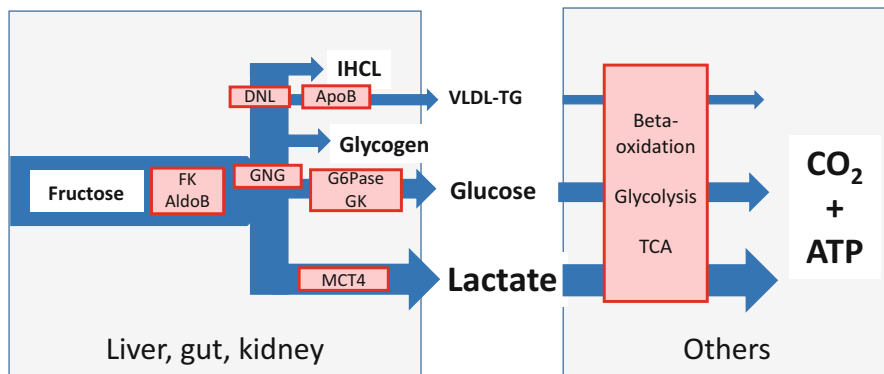 IHCL
DNL
ApoB
VLDL-TG
Glycogen
Fructose
FK
AldoB
GNG
G6Pase
GK
Glucose
MCT4
Lactate
Liver, gut, kidney
Beta-
oxidation
Glycolysis
TCA
CO₂
+
ATP
Others